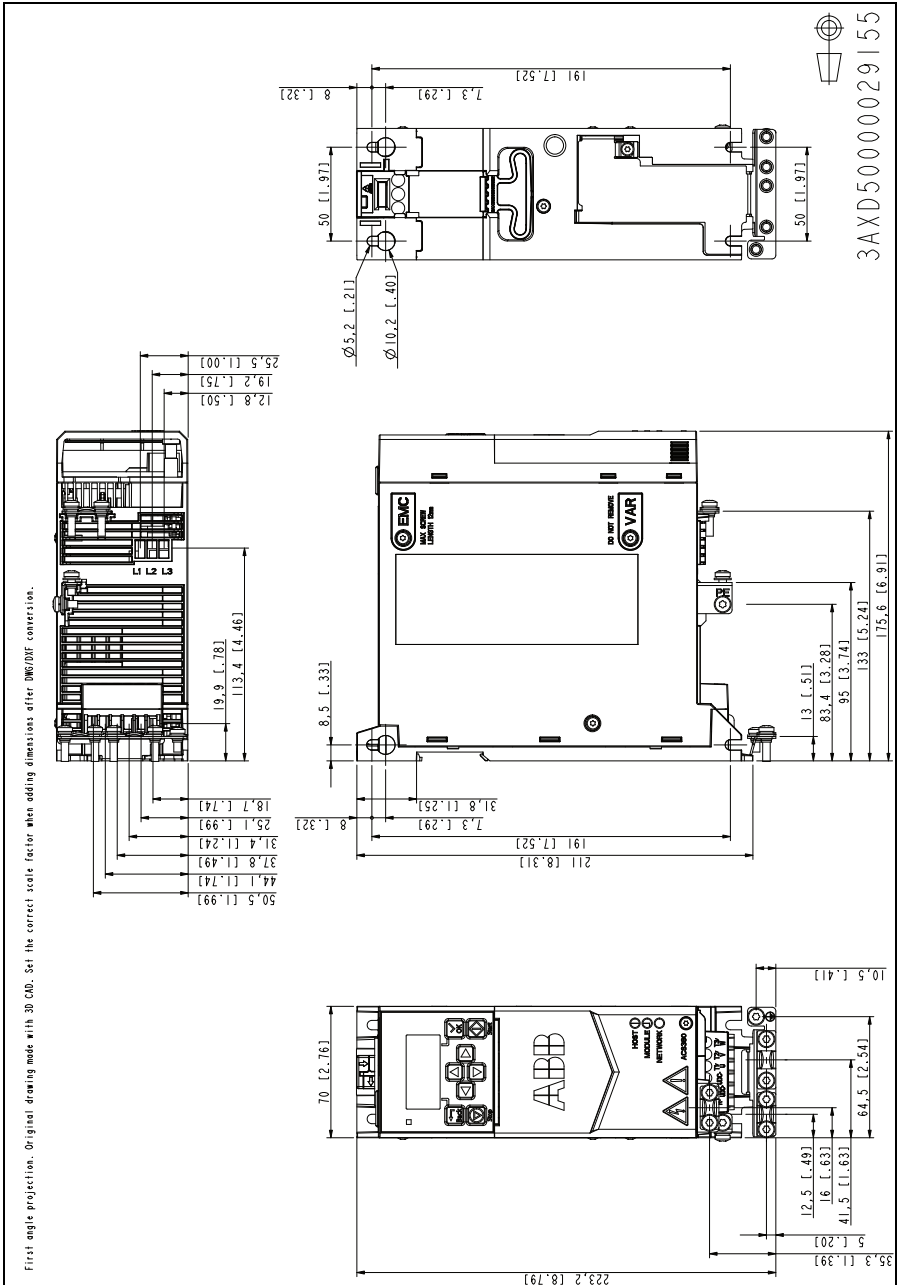 3AXD50000029155
191 [7.52]
7,3 [.29]
8 [.32]
50 [1.97]
50 [1.97]
Ø5,2 [.21]
Ø10,2 [.40]
25,5 [1.00]
19,2 [.75]
12,8 [.50]
L1 L2 L3
19,9 [.78]
113,4 [4.46]
18,7 [.74]
25,1 [.99]
31,4 [1.24]
37,8 [1.49]
44,1 [1.74]
50,5 [1.99]
EMC
MAX SCREW
LENGTH
DO NOT REMOVE
VAR
PE
8,5 [.33]
13 [.51]
83,4 [3.28]
95 [3.74]
133 [5.24]
175,6 [6.91]
31,8 [1.25]
7,3 [.29]
8 [.32]
191 [7.52]
211 [8.31]
70 [2.76]
OK
Start
Back
Stop
ABB
HOST
MODULE
NETWORK
ACS380
10,5 [.41]
64,5 [2.54]
12,5 [.49]
16 [.63]
41,5 [1.63]
5 [.20]
35,3 [1.39]
223,2 [8.79]
First angle projection. Original drawing made with 3D CAD. Set the correct scale factor when adding dimensions after DWG/DXF conversion.